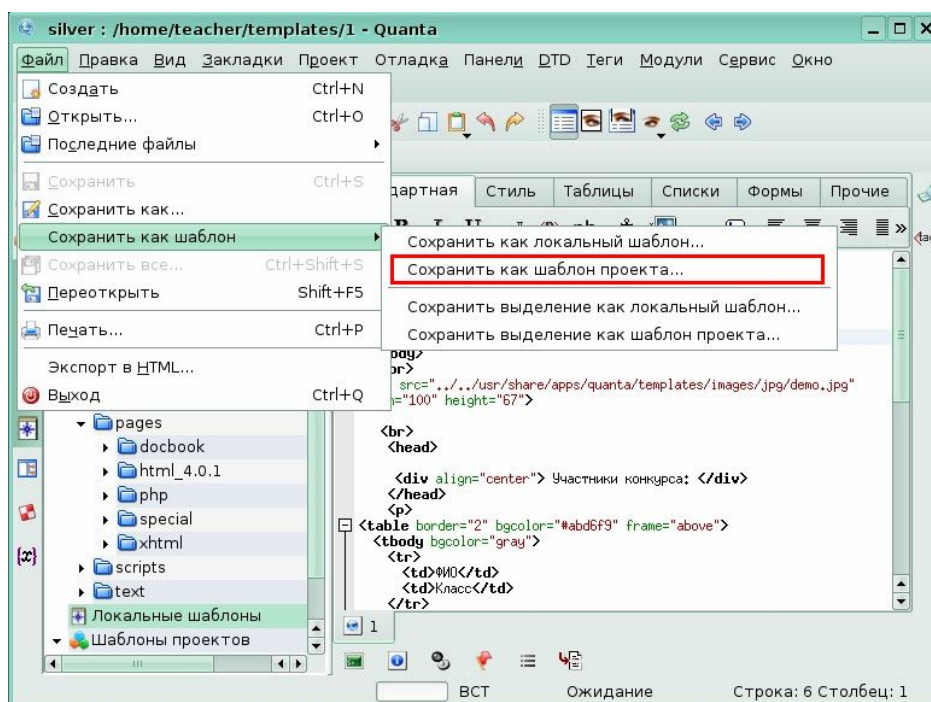 silver : /home/teacher/templates/1 - Quanta
Файл Правка Вид Закладки Проект Отладка Панели DTD Теги Модули Сервис Окно
Создать Ctrl+N
Открыть... Ctrl+O
Последние файлы
Сохранить Ctrl+S
Сохранить как...
Сохранить как шаблон
Сохранить все... Ctrl+Shift+S
Переоткрыть Shift+F5
Печать... Ctrl+P
Экспорт в HTML...
Выход Ctrl+Q
дартная Стиль Таблицы Списки Формы Прочие
Сохранить как локальный шаблон...
Сохранить как шаблон проекта...
Сохранить выделение как локальный шаблон...
Сохранить выделение как шаблон проекта...
body>
br>
src="../../usr/share/apps/quanta/templates/images/jpg/demo.jpg"
="100" height="67">
<br>
<head>
<div align="center"> Участники конкурса: </div>
</head>
<p>
<table border="2" bgcolor="#abd6f9" frame="above">
<tbody bgcolor="gray">
<tr>
<td>ФИО</td>
<td>Класс</td>
</tr>
pages
docbook
html_4.0.1
php
special
xhtml
scripts
text
Локальные шаблоны
Шаблоны проектов
1
ВСТ Ожидание Строка: 6 Столбец: 1